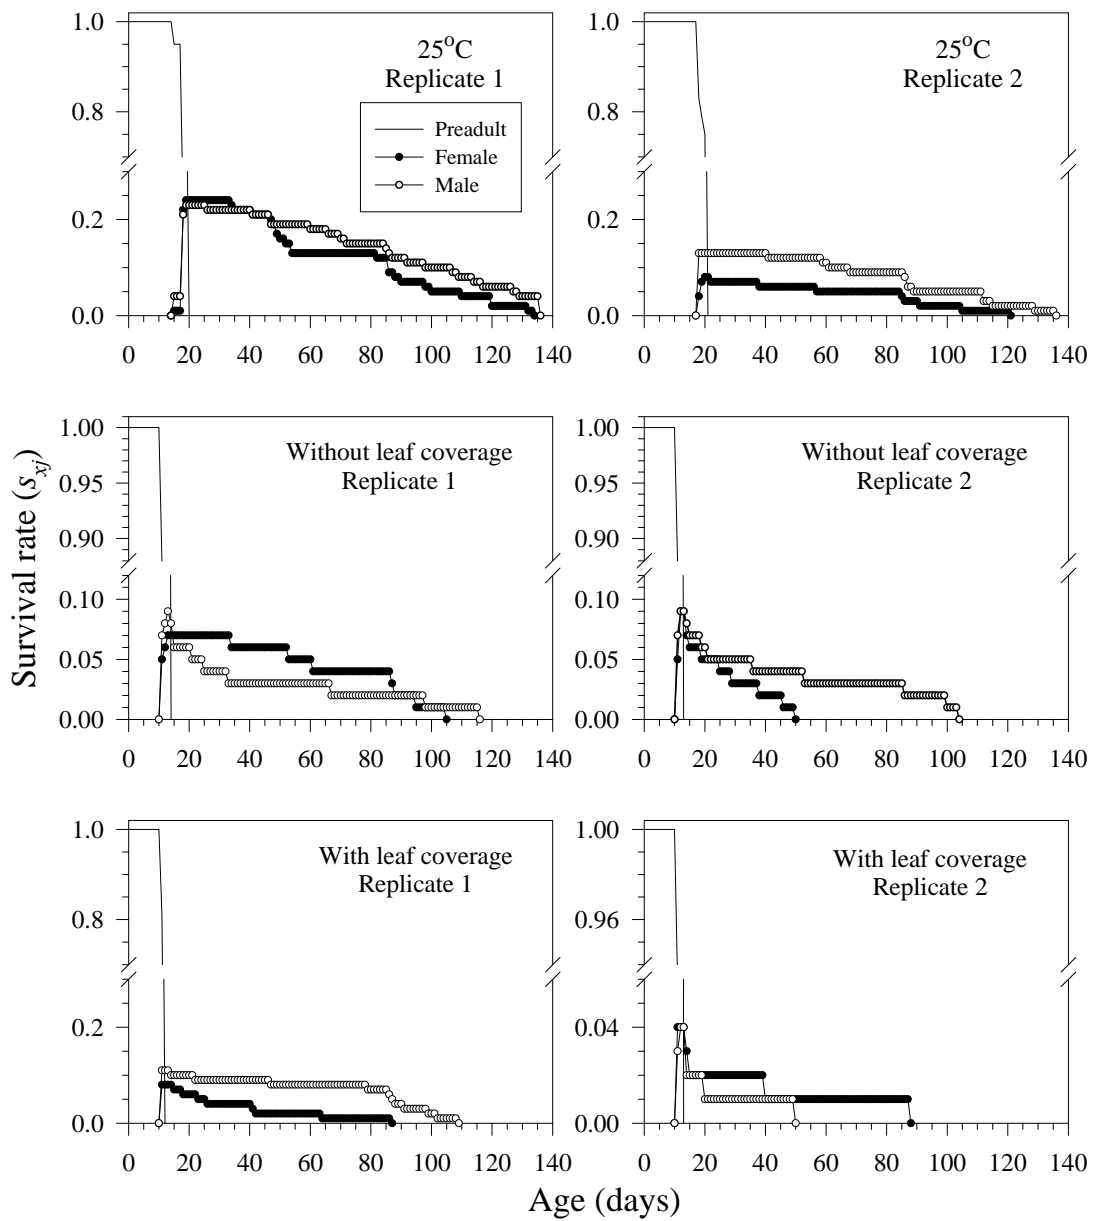 25°C
Replicate 1
Preadult
Female
Male
1.0
0.8
0.2
0.0
0 20 40 60 80 100 120 140
25°C
Replicate 2
1.0
0.8
0.2
0.0
0 20 40 60 80 100 120 140
Survival rate (s_xj)
Without leaf coverage
Replicate 1
1.00
0.95
0.90
0.10
0.05
0.00
0 20 40 60 80 100 120 140
Without leaf coverage
Replicate 2
1.00
0.95
0.90
0.10
0.05
0.00
0 20 40 60 80 100 120 140
With leaf coverage
Replicate 1
1.0
0.8
0.2
0.0
0 20 40 60 80 100 120 140
With leaf coverage
Replicate 2
1.00
0.96
0.04
0.00
0 20 40 60 80 100 120 140
Age (days)